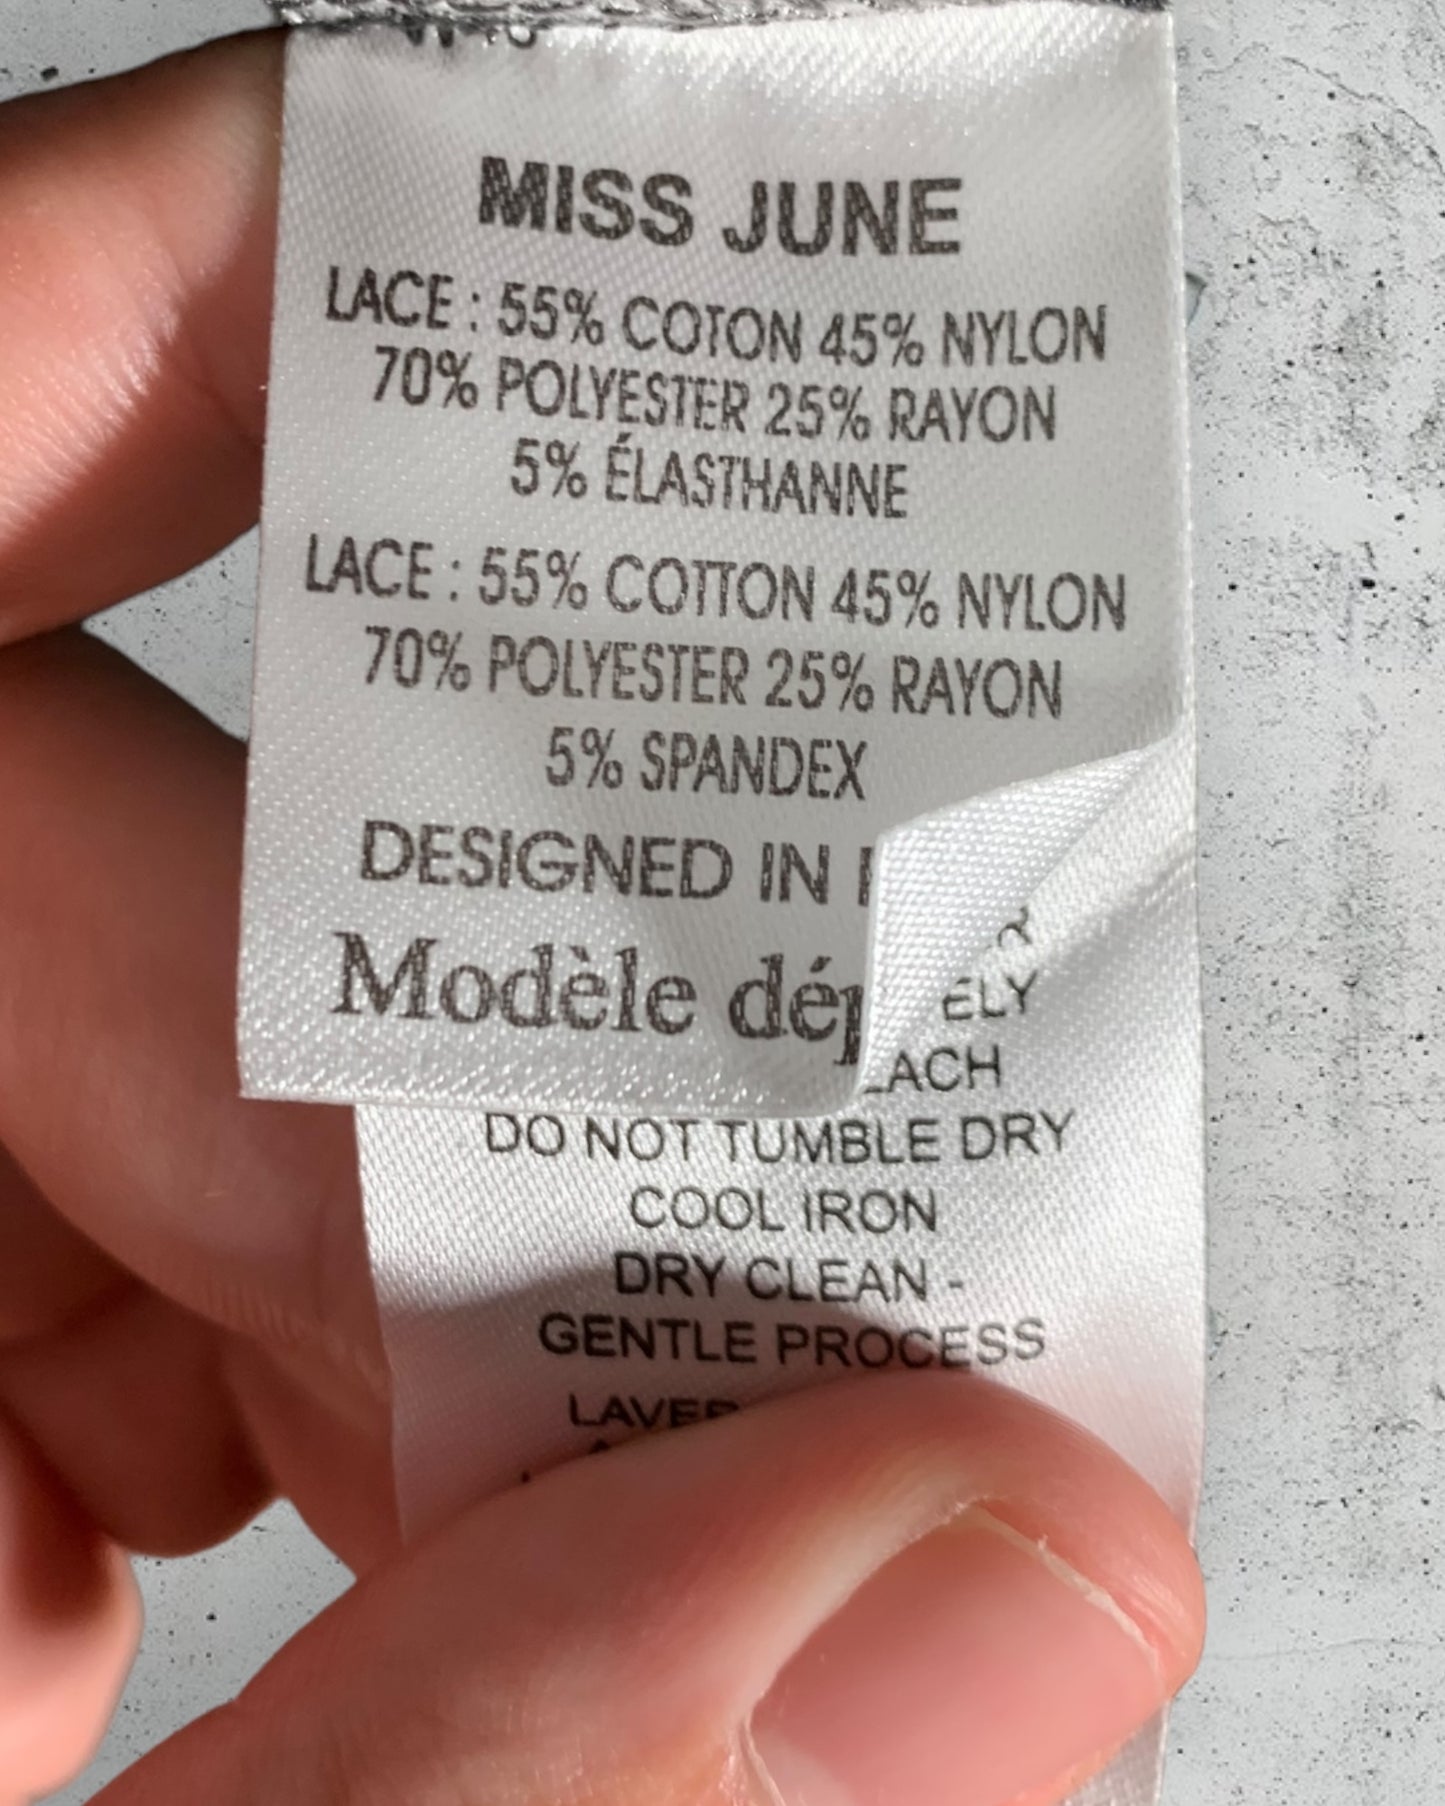 MISS JUNE
LACE : 55% COTON 45% NYLON
70% POLYESTER 25% RAYON
5% ÉLASTHANNE
LACE : 55% COTTON 45% NYLON
70% POLYESTER 25% RAYON
5% SPANDEX
DESIGNED IN
Modèle
DO NOT TUMBLE DRY
COOL IRON
DRY CLEAN -
GENTLE PROCESS